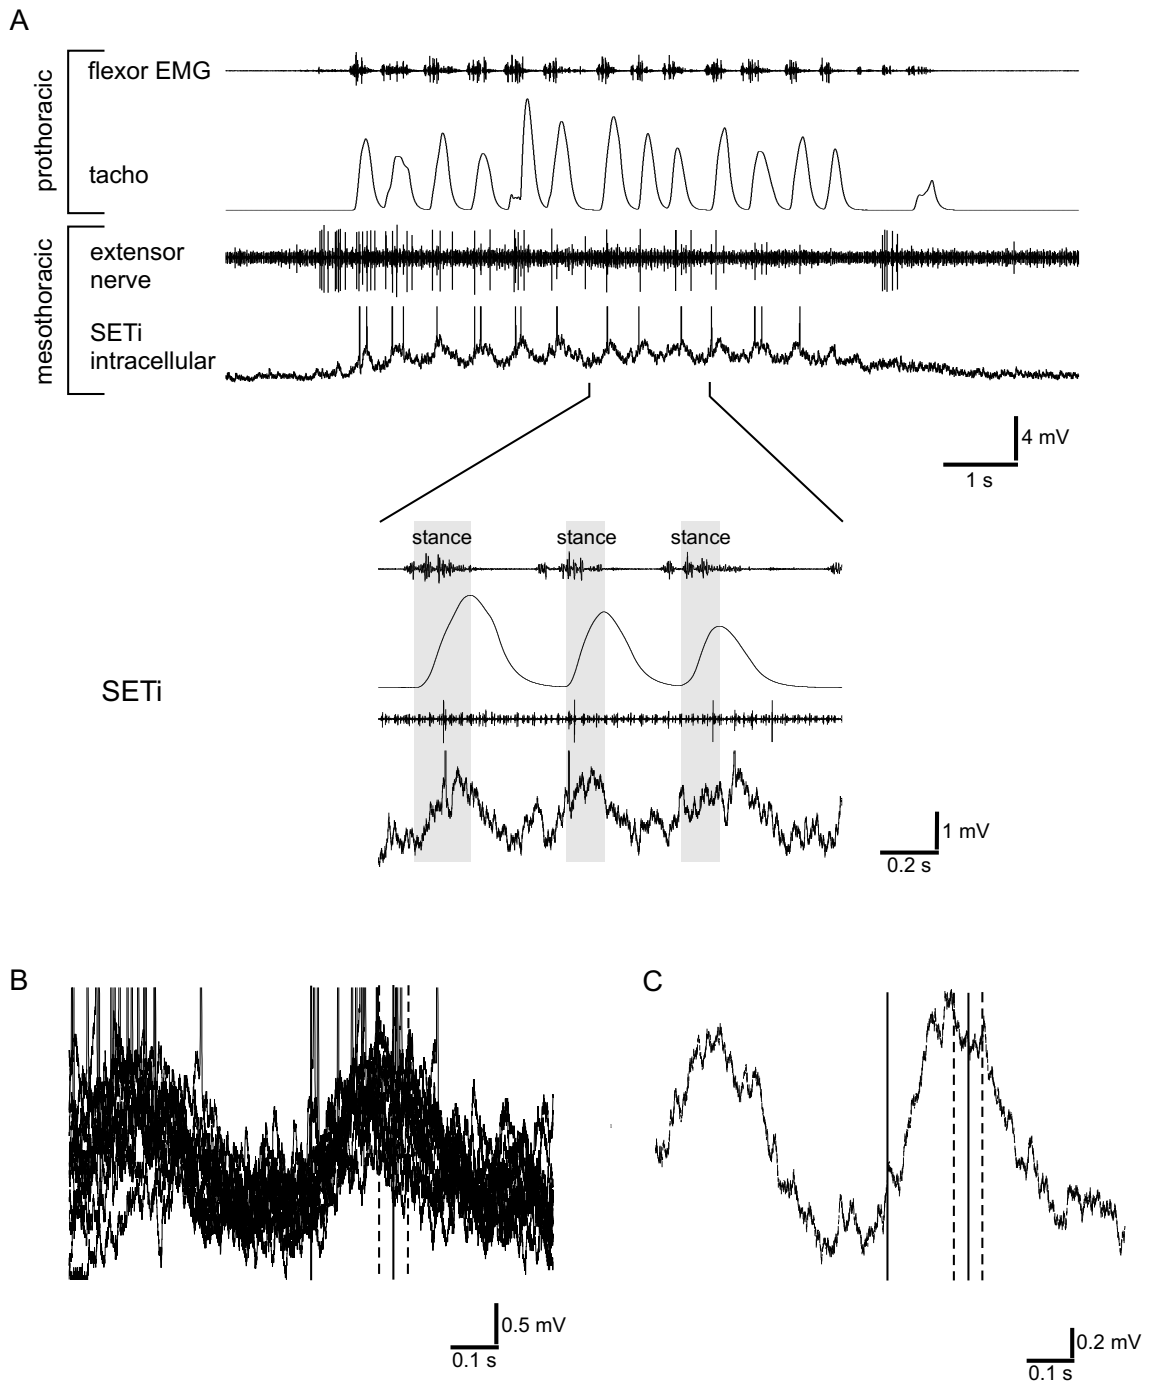 A
prothoracic
flexor EMG
tacho
mesothoracic
extensor
nerve
SETi
intracellular
4 mV
1 s
stance stance stance
SETi
1 mV
0.2 s
B
C
0.5 mV
0.1 s
0.2 mV
0.1 s